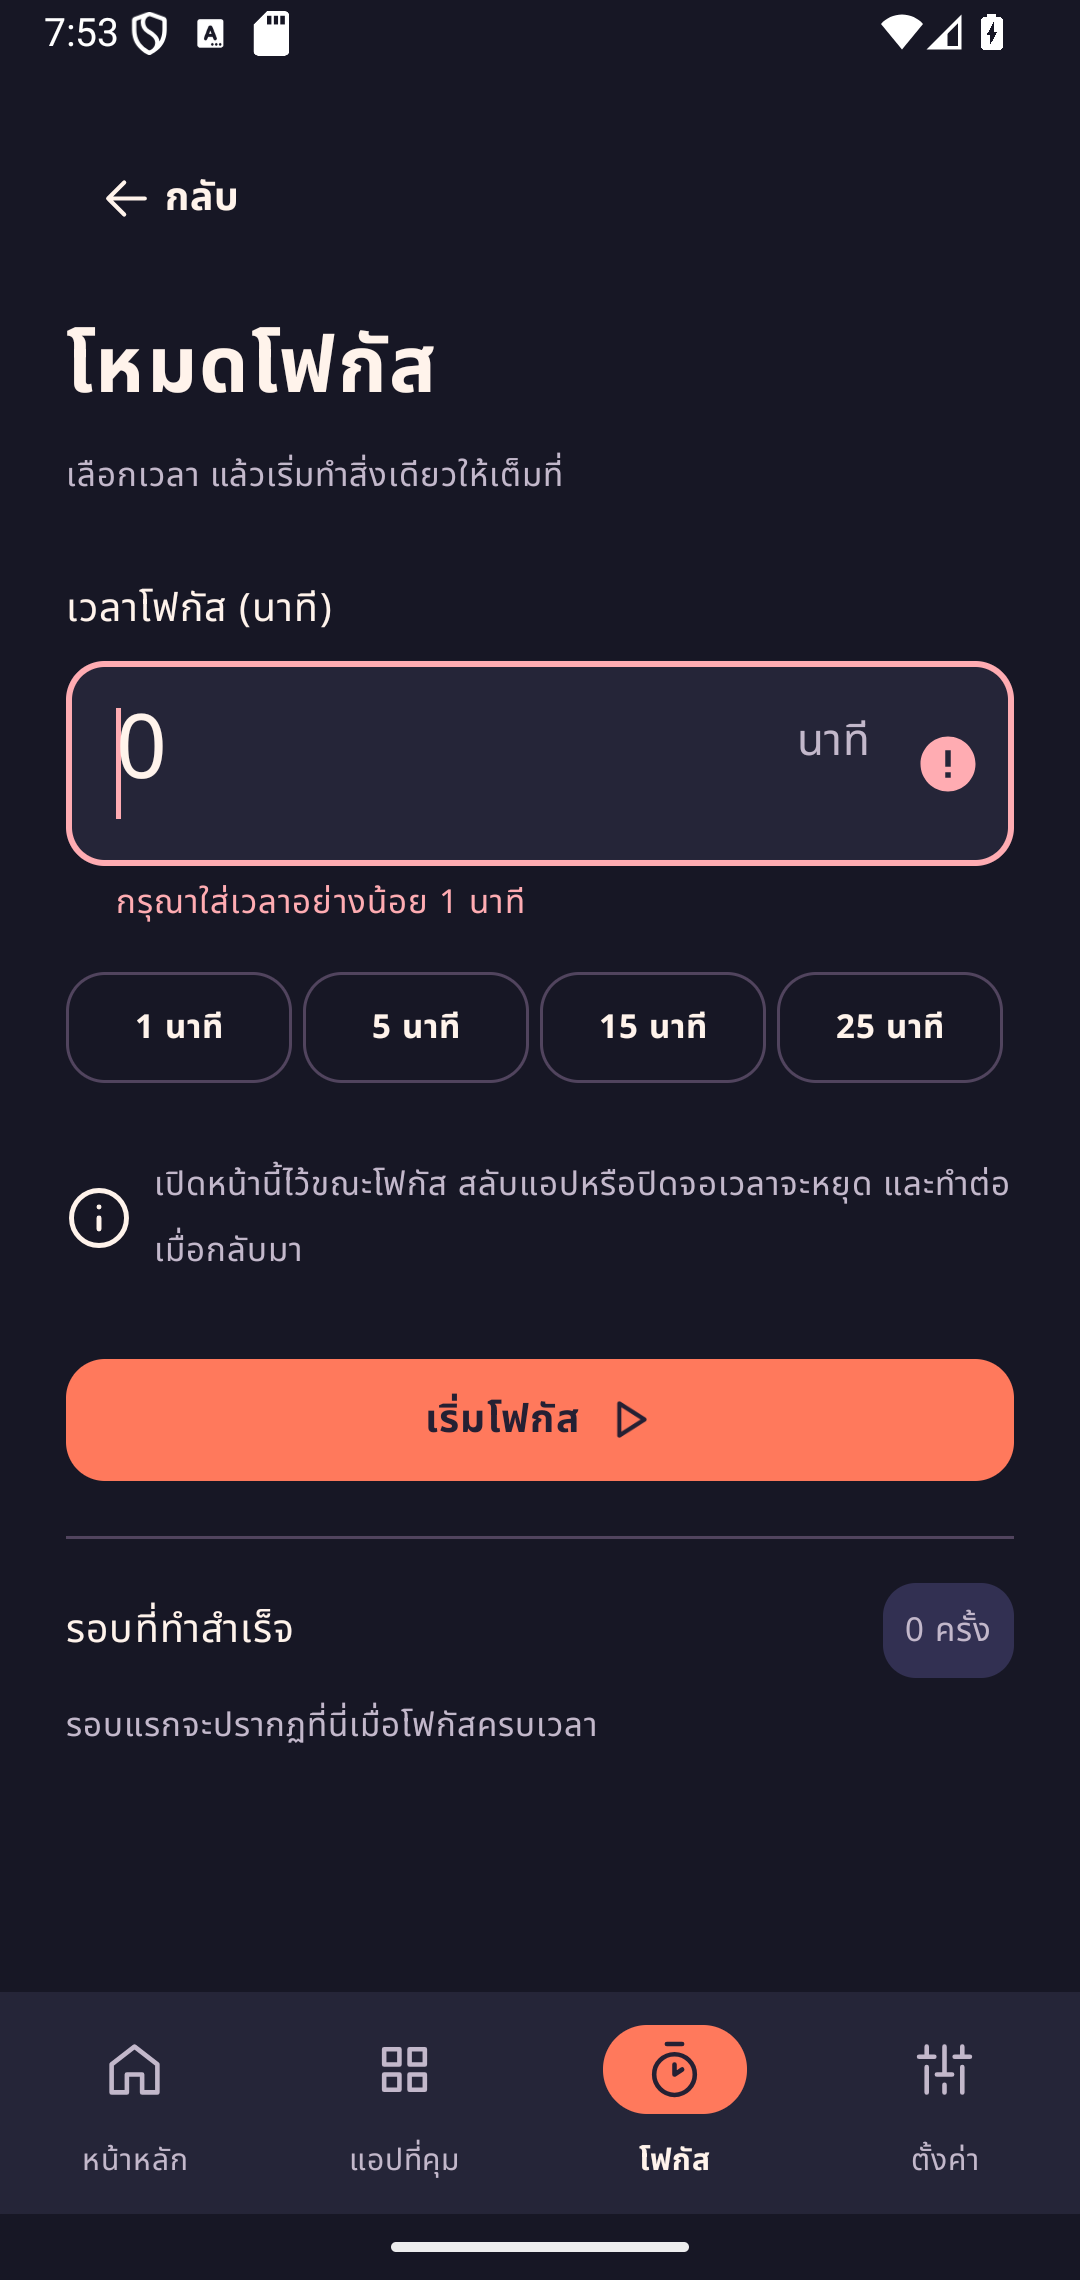 7:53
กลับ
โหมดโฟกัส
เลือกเวลา แล้วเริ่มทำสิ่งเดียวให้เต็มที่
เวลาโฟกัส (นาที)
0 นาที
กรุณาใส่เวลาอย่างน้อย 1 นาที
1 นาที 5 นาที 15 นาที 25 นาที
เปิดหน้านี้ไว้ขณะโฟกัส สลับแอปหรือปิดจอเวลาจะหยุด และทำต่อ
เมื่อกลับมา
เริ่มโฟกัส
รอบที่ทำสำเร็จ 0 ครั้ง
รอบแรกจะปรากฏที่นี่เมื่อโฟกัสครบเวลา
หน้าหลัก แอปที่คุม โฟกัส ตั้งค่า